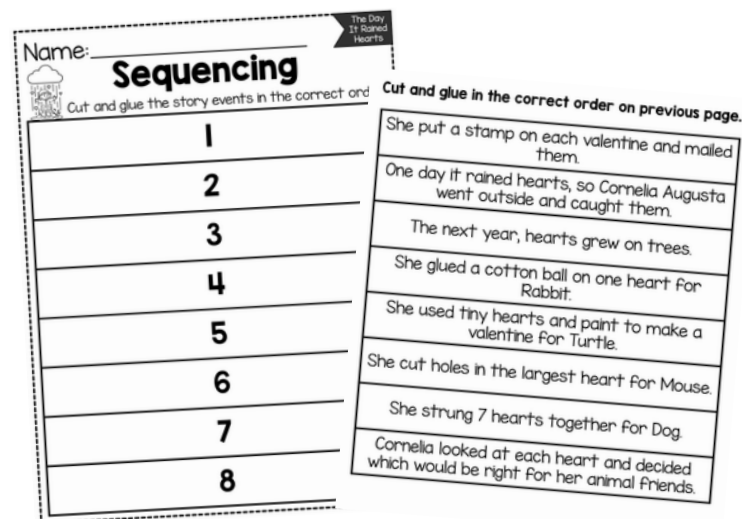 The Day
It Rained
Hearts
Name:
Sequencing
Cut and glue the story events in the correct ord
1
2
3
4
5
6
7
8
Cut and glue in the correct order on previous page.
She put a stamp on each valentine and mailed
them.
One day it rained hearts, so Cornelia Augusta
went outside and caught them.
The next year, hearts grew on trees.
She glued a cotton ball on one heart for
Rabbit.
She used tiny hearts and paint to make a
valentine for Turtle.
She cut holes in the largest heart for Mouse.
She strung 7 hearts together for Dog.
Cornelia looked at each heart and decided
which would be right for her animal friends.